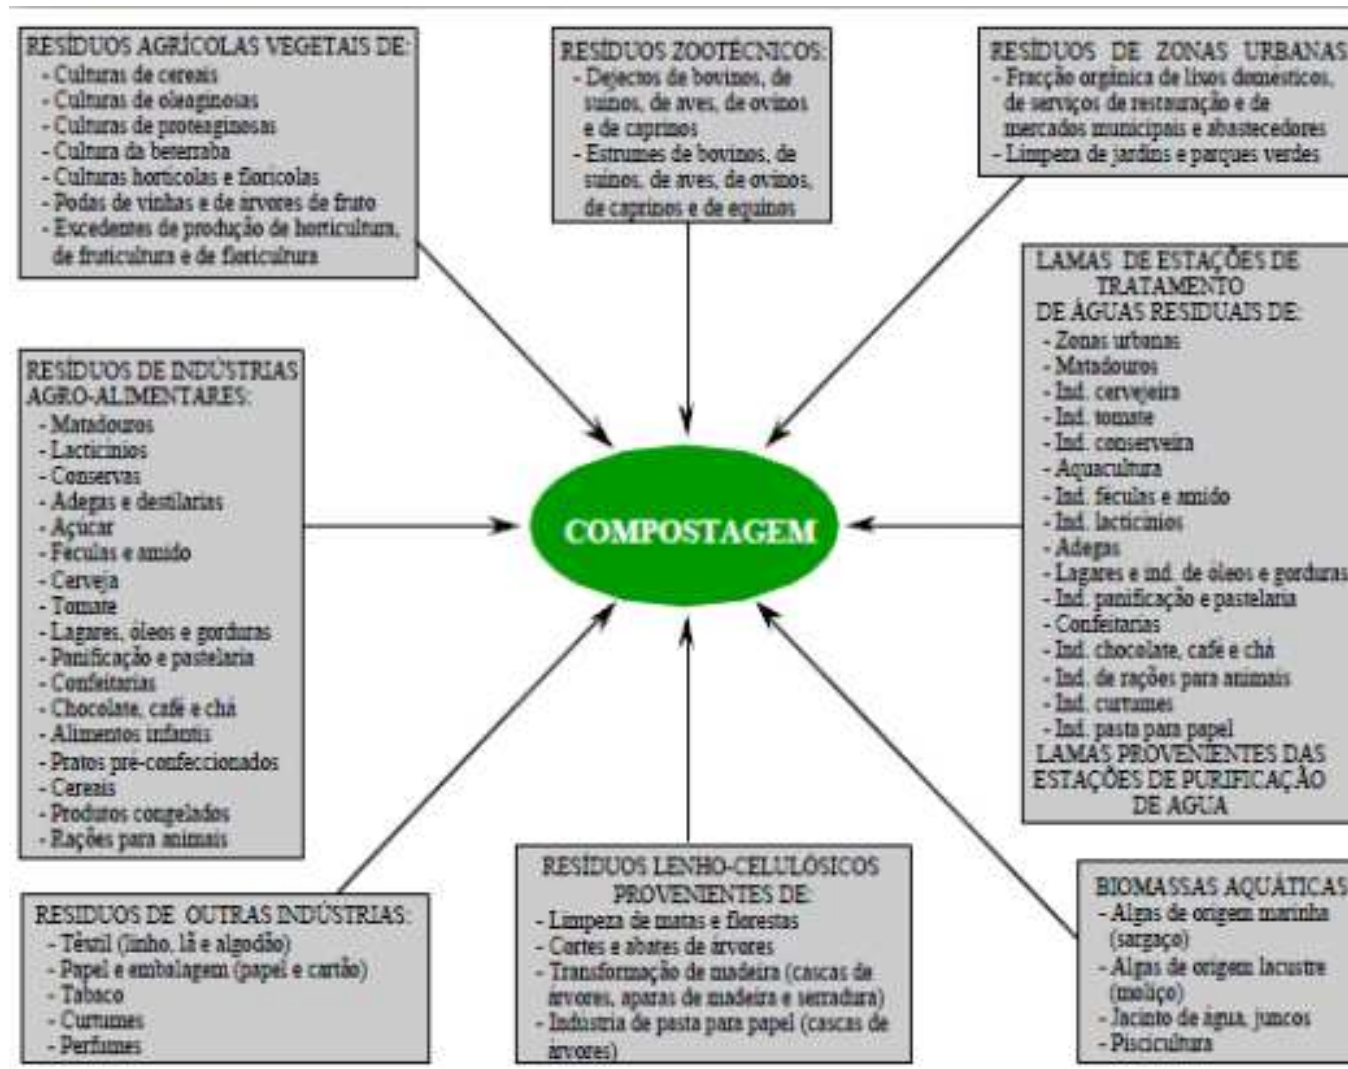 RESÍDUOS AGRÍCOLAS VEGETAIS DE:
- Culturas de cereais
- Culturas de oleaginosas
- Culturas de proteaginosas
- Cultura da beterraba
- Culturas hortícolas e florícolas
- Podas de vinhas e de árvores de fruto
- Excedentes de produção de horticultura,
de fruticultura e de floricultura
RESÍDUOS ZOOTÉCNICOS:
- Dejectos de bovinos, de
suínos, de aves, de ovinos
e de caprinos
- Estrumes de bovinos, de
suínos, de aves, de ovinos,
de caprinos e de equinos
RESÍDUOS DE ZONAS URBANAS
- Fracção orgânica de lixos domésticos,
de serviços de restauração e de
mercados municipais e abastecedores
- Limpeza de jardins e parques verdes
RESÍDUOS DE INDÚSTRIAS
AGRO-ALIMENTARES:
- Matadouros
- Lacticínios
- Conservas
- Adegas e destilarias
- Açúcar
- Féculas e amido
- Cerveja
- Tomate
- Lagares, óleos e gorduras
- Panificação e pastelaria
- Confeitarias
- Chocolate, café e chá
- Alimentos infantis
- Pratos pré-confeccionados
- Cereais
- Produtos congelados
- Rações para animais
COMPOSTAGEM
LAMAS DE ESTAÇÕES DE
TRATAMENTO
DE ÁGUAS RESIDUAIS DE:
- Zonas urbanas
- Matadouros
- Ind. cervejeira
- Ind. tomate
- Ind. conserveira
- Aquacultura
- Ind. féculas e amido
- Ind. lacticínios
- Adegas
- Lagares e ind. de óleos e gorduras
- Ind. panificação e pastelaria
- Confeitarias
- Ind. chocolate, café e chá
- Ind. de rações para animais
- Ind. curtumes
- Ind. pasta para papel
LAMAS PROVENIENTES DAS
ESTAÇÕES DE PURIFICAÇÃO
DE AGUA
RESÍDUOS DE OUTRAS INDÚSTRIAS:
- Têxtil (linho, lã e algodão)
- Papel e embalagem (papel e cartão)
- Tabaco
- Curtumes
- Perfumes
RESÍDUOS LENHO-CELULÓSICOS
PROVENIENTES DE:
- Limpeza de matas e florestas
- Cortes e abates de árvores
- Transformação de madeira (cascas de
árvores, aparas de madeira e serradura)
- Indústria de pasta para papel (cascas de
árvores)
BIOMASSAS AQUÁTICAS
- Algas de origem marinha
(sargaço)
- Algas de origem lacustre
(moliço)
- Jacinto de água, juncos
- Piscicultura